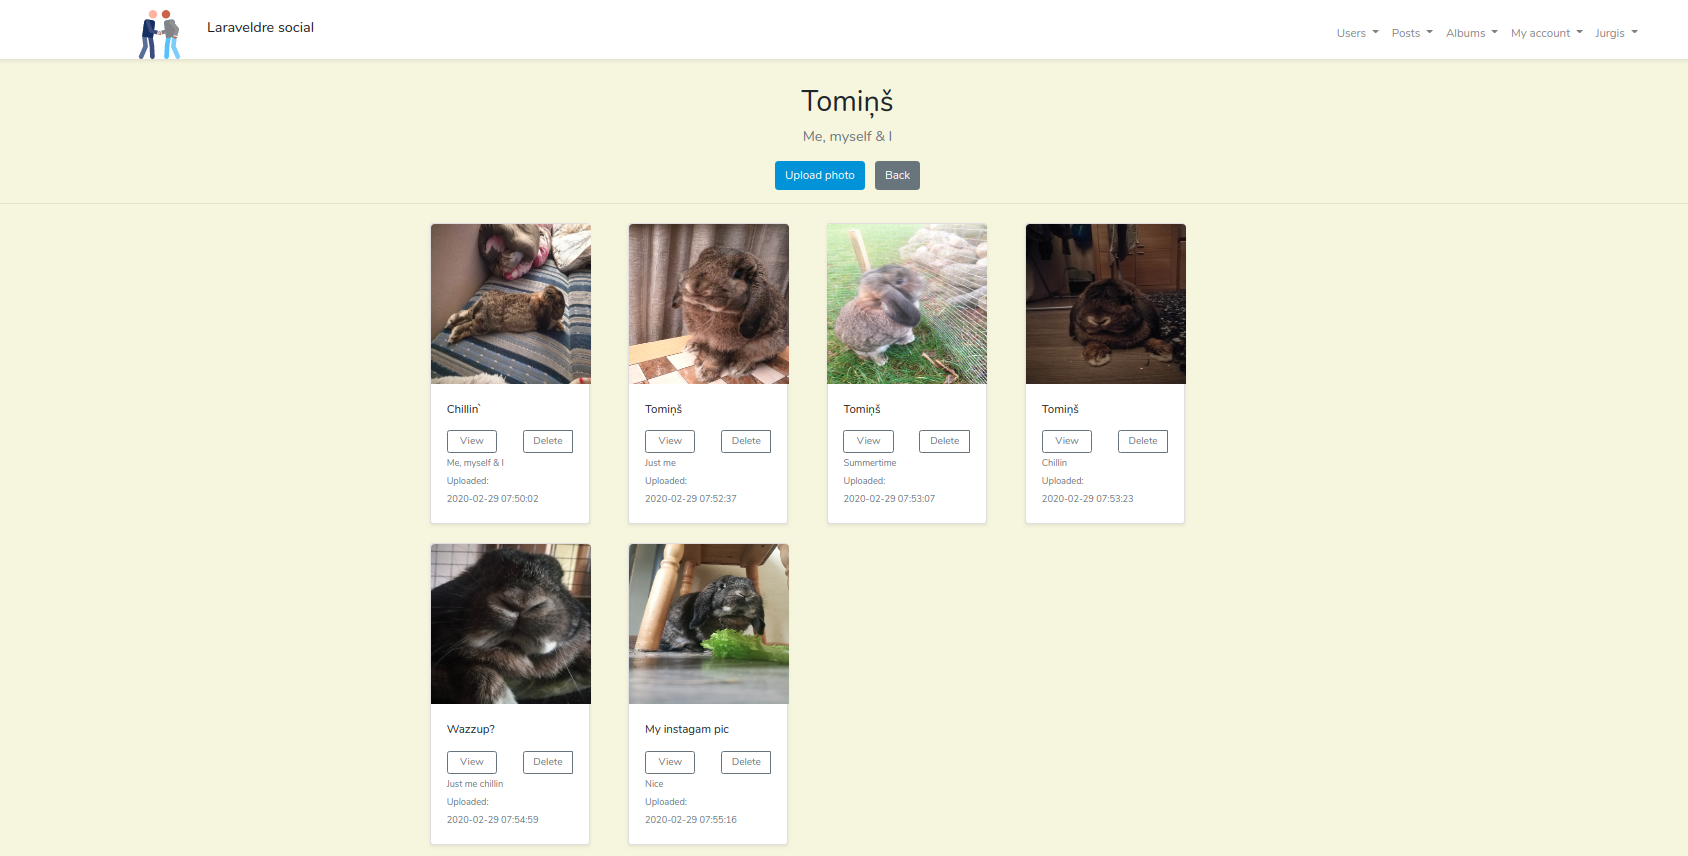 Laraveldre social
Users Posts Albums My account Jurgis
Tomiņš
Me, myself & I
Upload photo Back
Chillin`
View Delete
Me, myself & I
Uploaded:
2020-02-29 07:50:02
Tomiņš
View Delete
Just me
Uploaded:
2020-02-29 07:52:37
Tomiņš
View Delete
Summertime
Uploaded:
2020-02-29 07:53:07
Tomiņš
View Delete
Chillin
Uploaded:
2020-02-29 07:53:23
Wazzup?
View Delete
Just me chillin
Uploaded:
2020-02-29 07:54:59
My instagam pic
View Delete
Nice
Uploaded:
2020-02-29 07:55:16